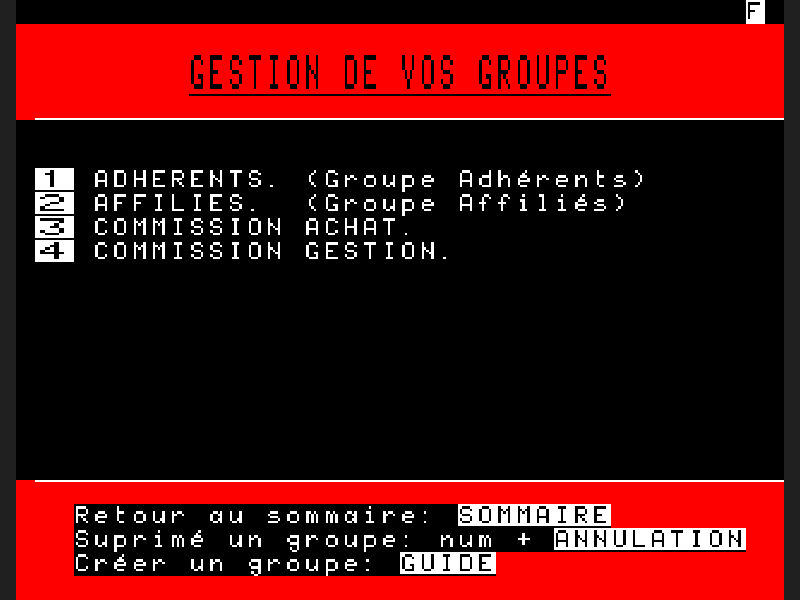 F
GESTION DE VOS GROUPES
1 ADHERENTS. (Groupe Adhérents)
2 AFFILIES. (Groupe Affiliés)
3 COMMISSION ACHAT.
4 COMMISSION GESTION.
Retour au sommaire: SOMMAIRE
Suprimé un groupe: num + ANNULATION
Créer un groupe: GUIDE